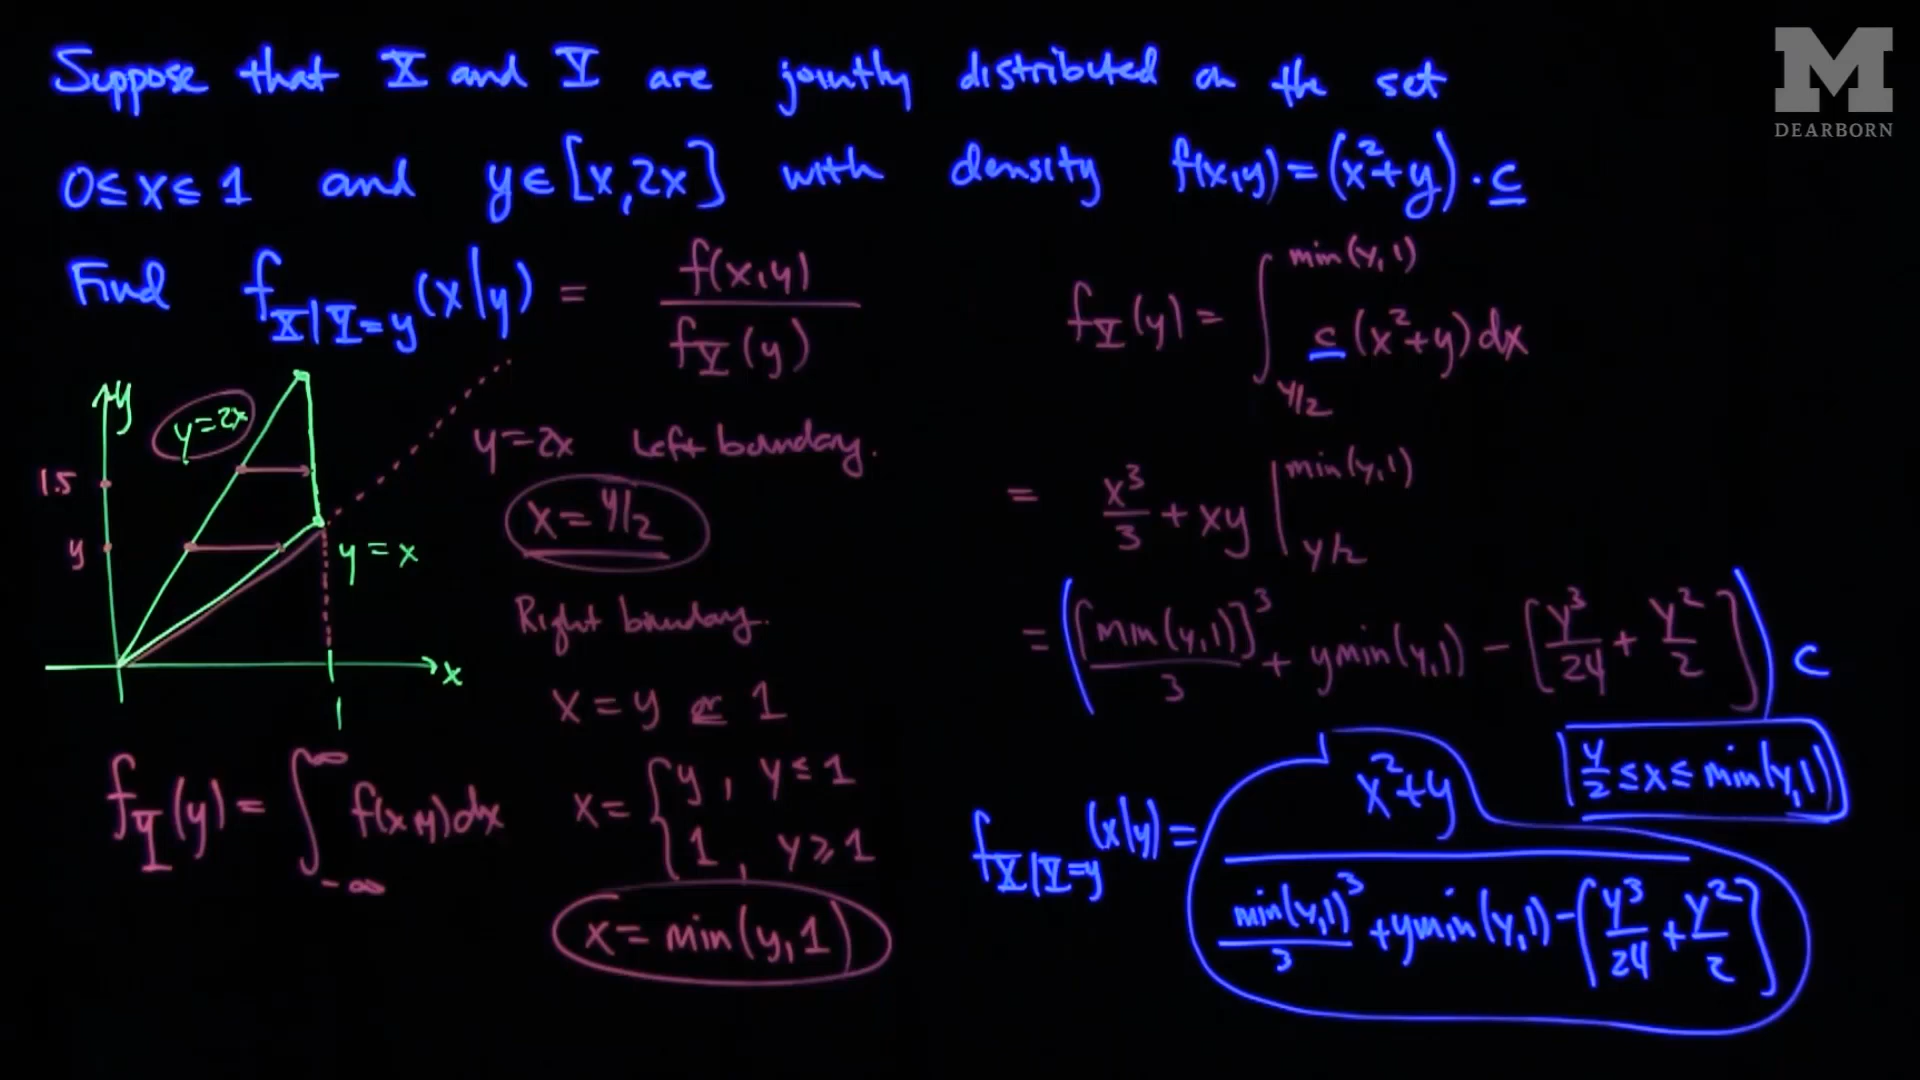 Suppose that X and Y are jointly distributed on the set
0 ≤ x ≤ 1 and y ∈ [x, 2x] with density f(x,y) = (x² + y) · c
Find f_{X|Y=y}(x|y) = f(x,y) / f_Y(y)
y
y = 2x
1.5
y
y = x
x
1
f_Y(y) = ∫_{-∞}^{∞} f(x,y) dx
y = 2x Left boundary.
x = y/2
Right boundary.
x = y or 1
x = { y, y ≤ 1
1, y ≥ 1
x = min(y, 1)
f_Y(y) = ∫_{y/2}^{min(y,1)} c (x² + y) dx
= x³/3 + xy |_{y/2}^{min(y,1)}
= ( [min(y,1)]³/3 + y min(y,1) - [y³/24 + y²/2] ) c
y/2 ≤ x ≤ min(y,1)
f_{X|Y=y}(x|y) = (x² + y) / (min(y,1)³/3 + y min(y,1) - [y³/24 + y²/2])
M
DEARBORN